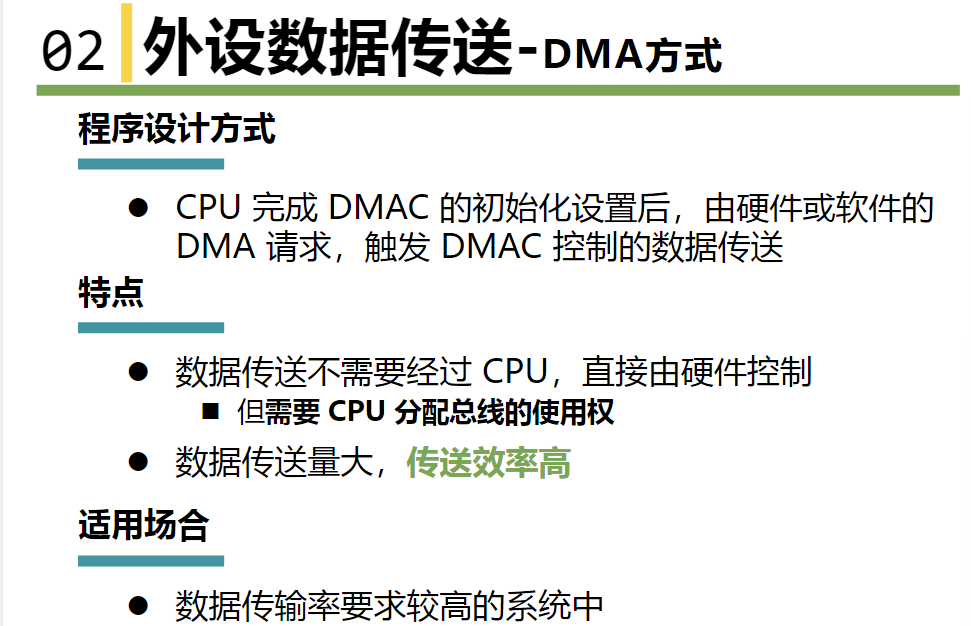 02 外设数据传送-DMA方式
程序设计方式
● CPU 完成 DMAC 的初始化设置后，由硬件或软件的
DMA 请求，触发 DMAC 控制的数据传送
特点
● 数据传送不需要经过 CPU，直接由硬件控制
■ 但需要 CPU 分配总线的使用权
● 数据传送量大，传送效率高
适用场合
● 数据传输率要求较高的系统中